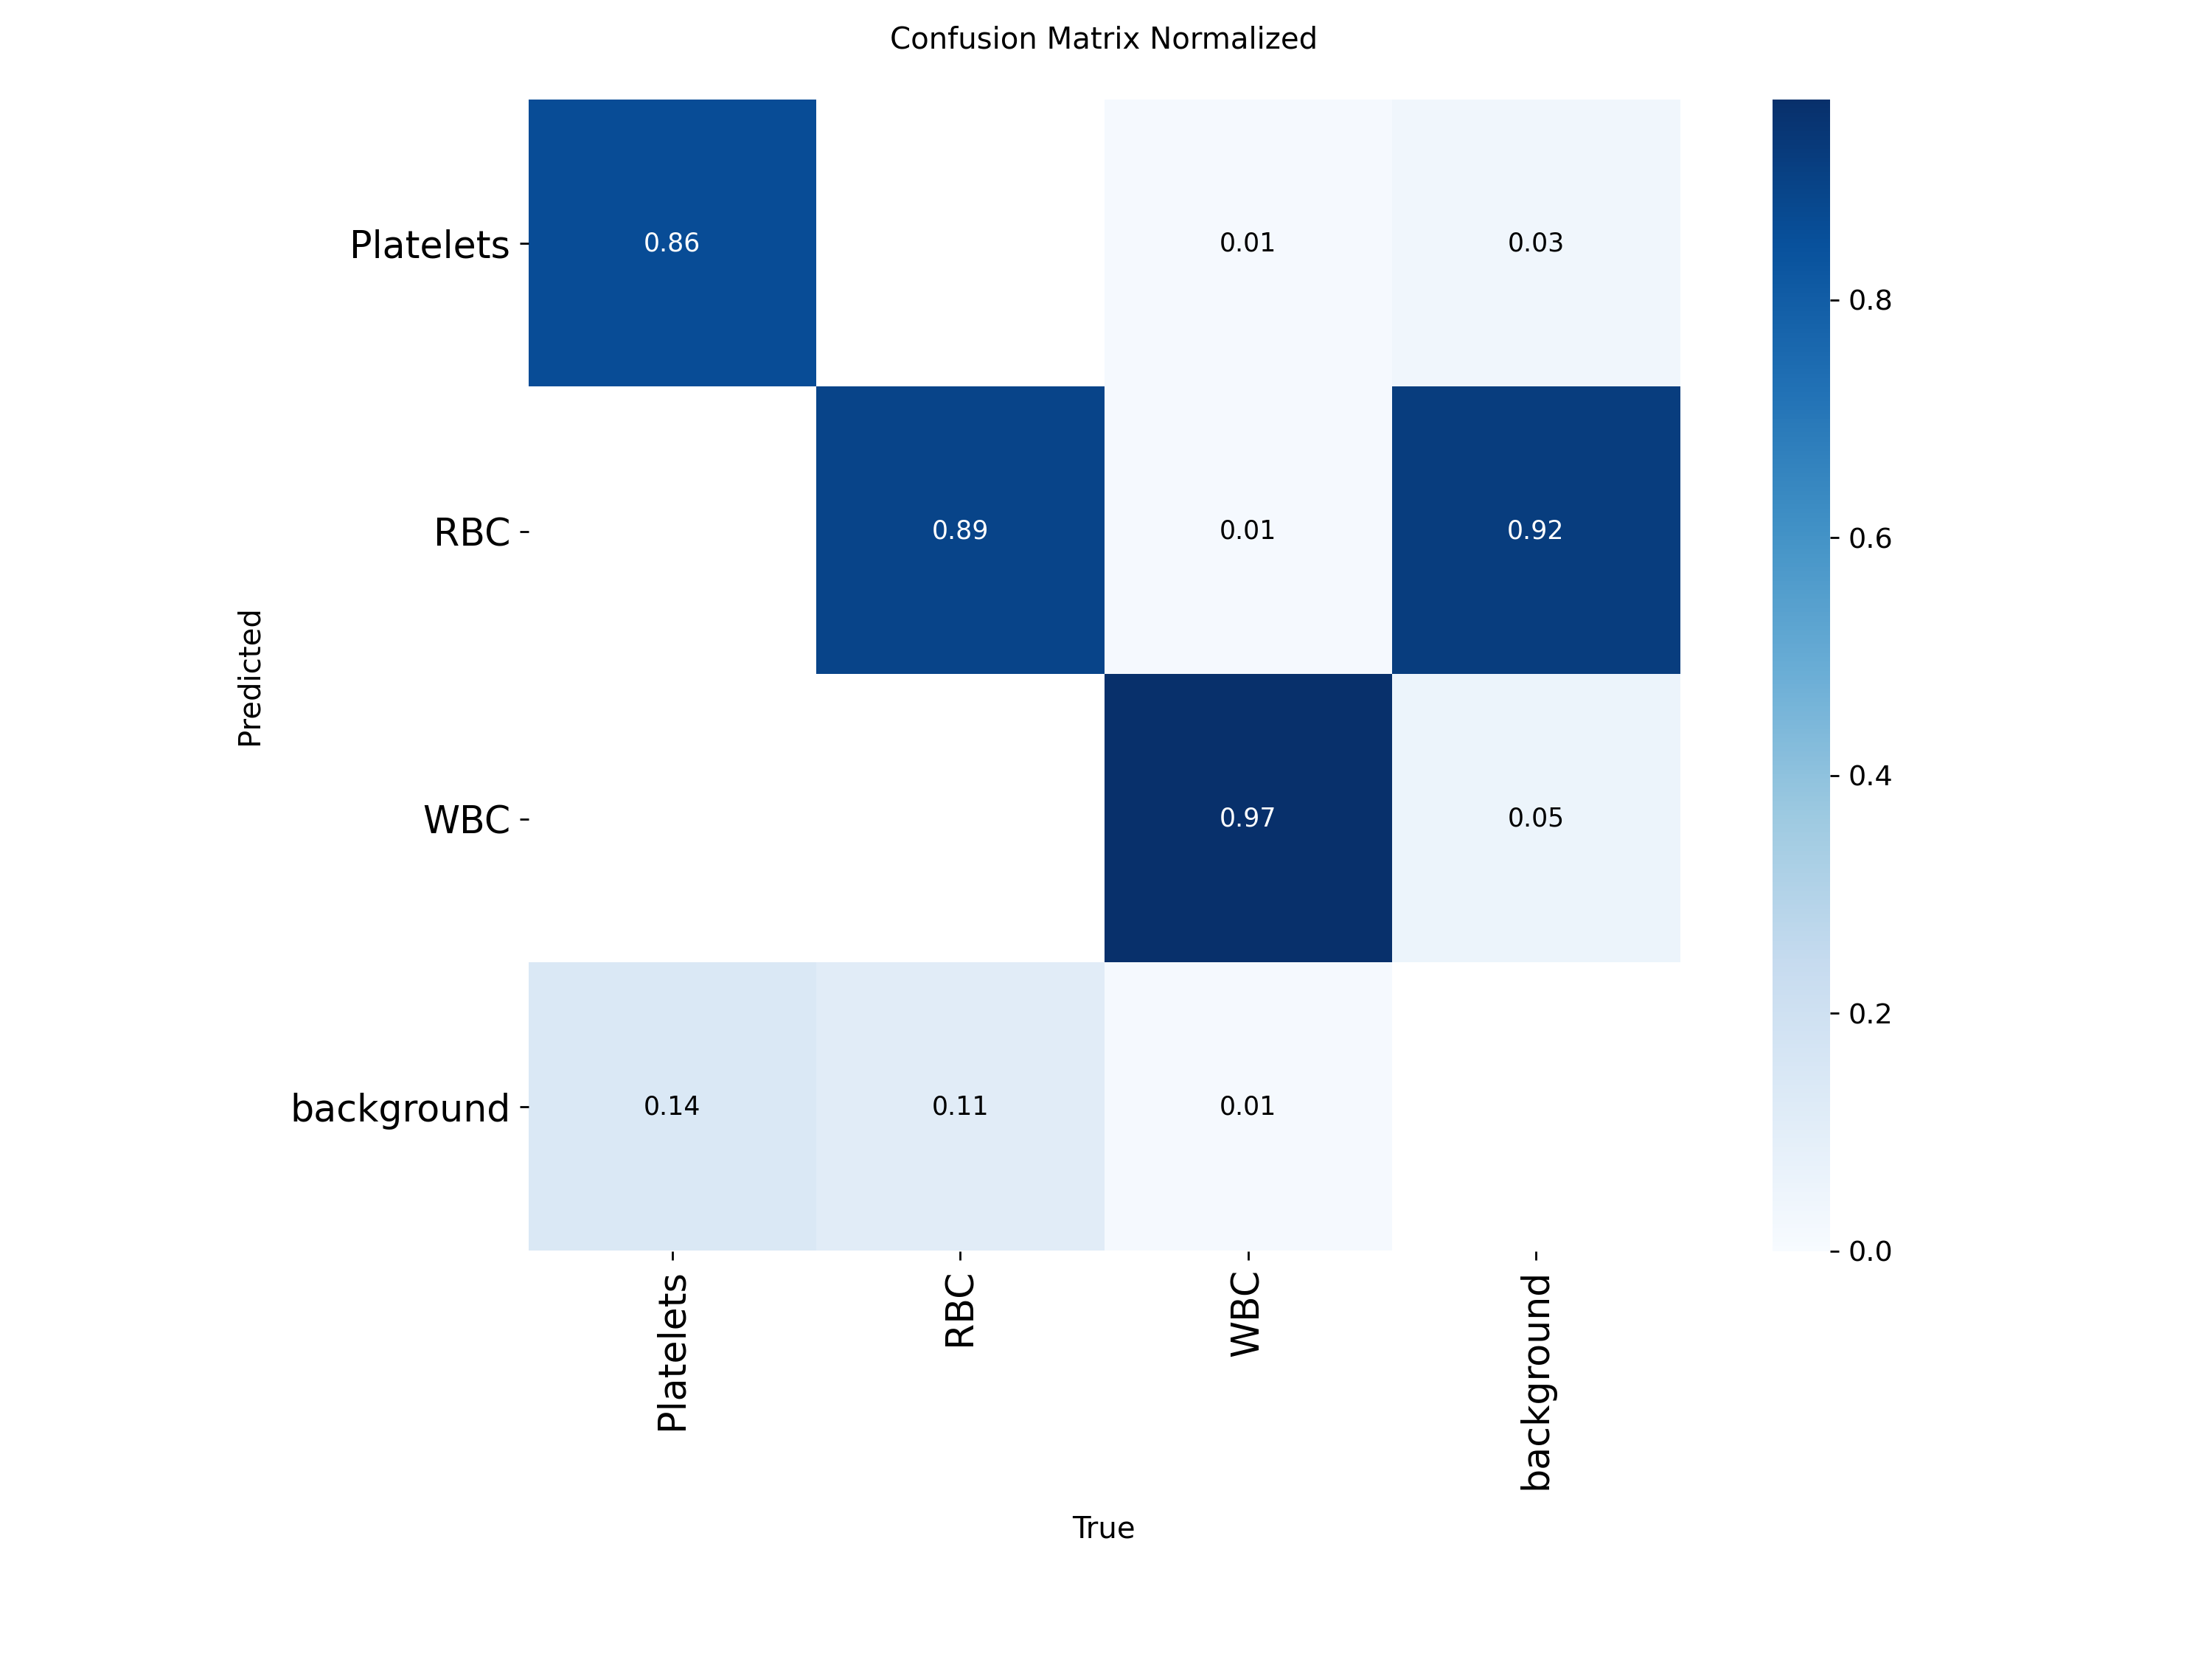 Confusion Matrix Normalized
Platelets
0.86
0.01
0.03
RBC
0.89
0.01
0.92
WBC
0.97
0.05
background
0.14
0.11
0.01
Predicted
Platelets
RBC
WBC
background
True
0.8
0.6
0.4
0.2
0.0